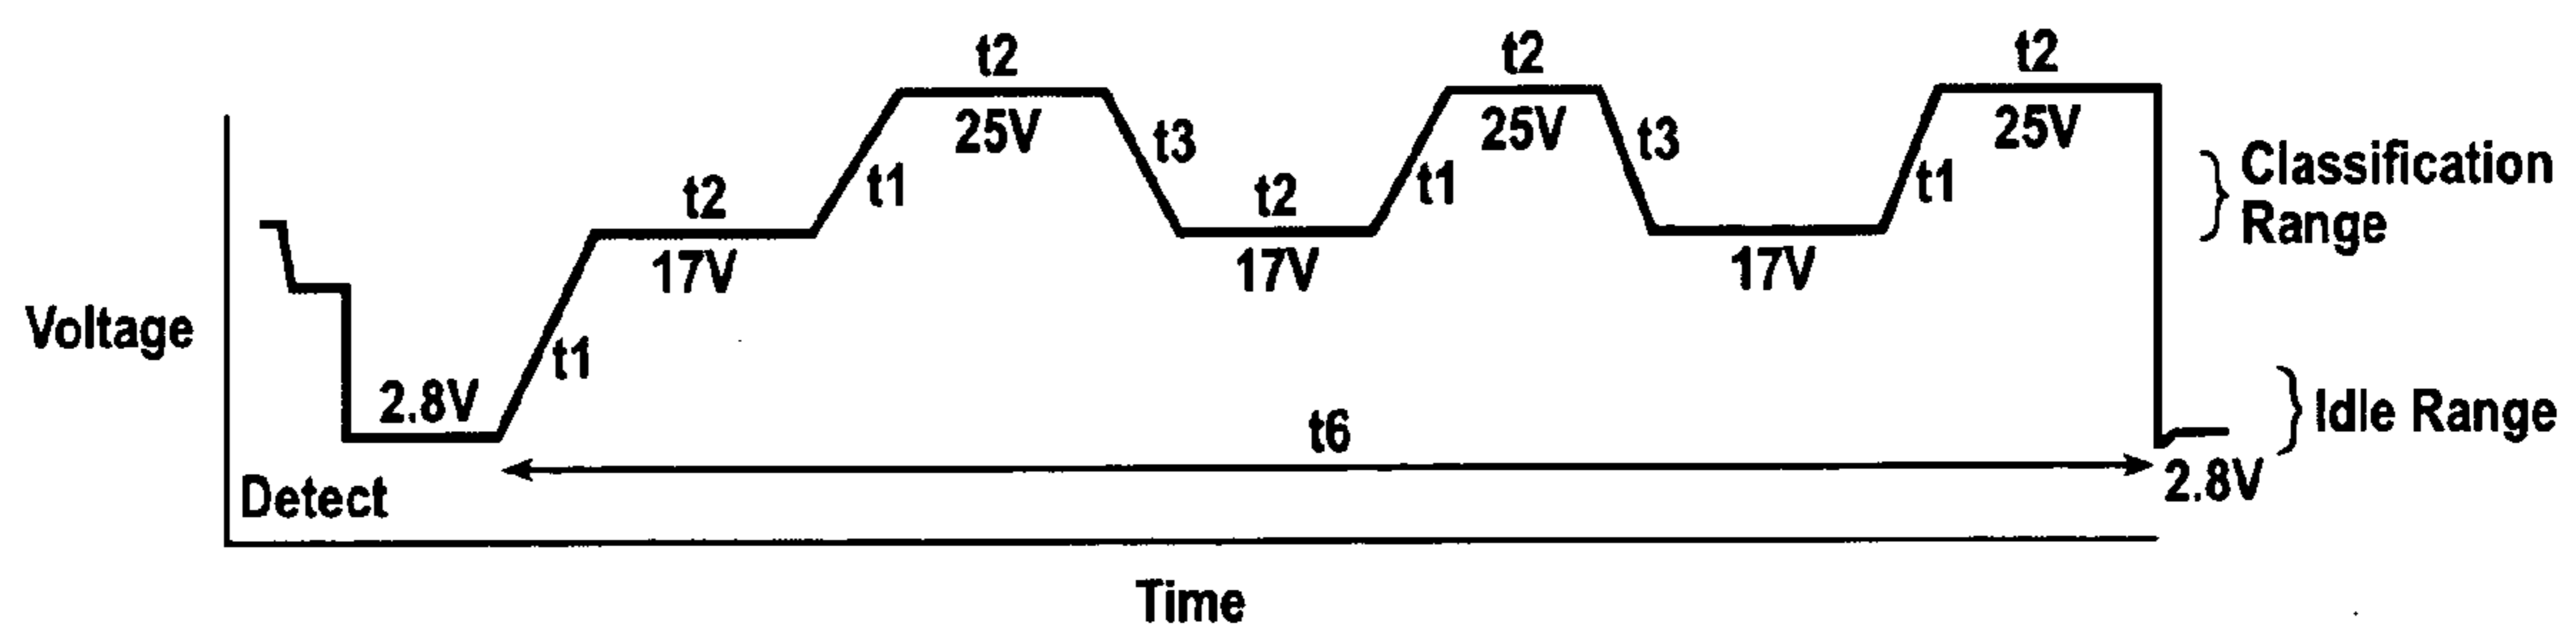 t2
t2
t2
25V
25V
25V
t3
t3
Classification
Range
t1
t1
t1
t2
t2
17V
17V
17V
Voltage
t1
2.8V
t6
Idle Range
Detect
2.8V
Time